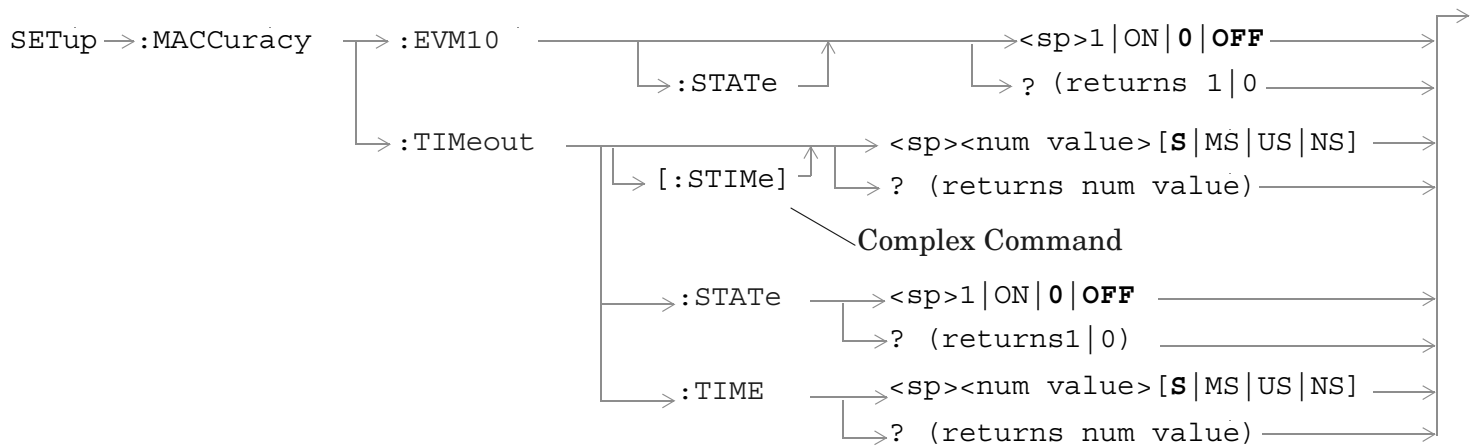 SETup :MACCuracy :EVM10 <sp>1|ON|0|OFF
:STATe ? (returns 1|0
:TIMeout <sp><num value>[S|MS|US|NS]
[:STIMe] ? (returns num value)
Complex Command
:STATe <sp>1|ON|0|OFF
? (returns1|0)
:TIME <sp><num value>[S|MS|US|NS]
? (returns num value)